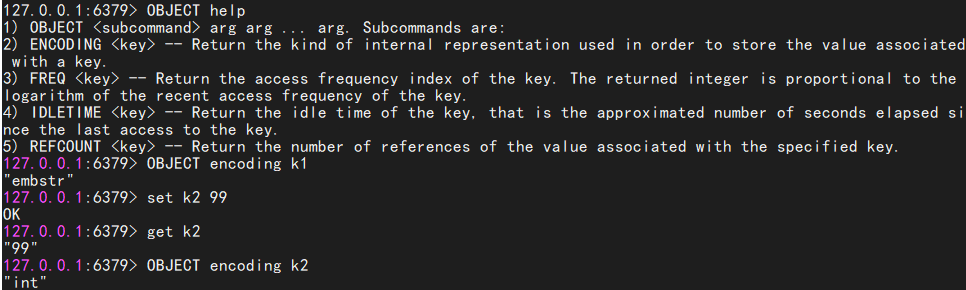 127.0.0.1:6379> OBJECT help
1) OBJECT <subcommand> arg arg ... arg. Subcommands are:
2) ENCODING <key> -- Return the kind of internal representation used in order to store the value associated
 with a key.
3) FREQ <key> -- Return the access frequency index of the key. The returned integer is proportional to the
logarithm of the recent access frequency of the key.
4) IDLETIME <key> -- Return the idle time of the key, that is the approximated number of seconds elapsed si
nce the last access to the key.
5) REFCOUNT <key> -- Return the number of references of the value associated with the specified key.
127.0.0.1:6379> OBJECT encoding k1
"embstr"
127.0.0.1:6379> set k2 99
OK
127.0.0.1:6379> get k2
"99"
127.0.0.1:6379> OBJECT encoding k2
"int"